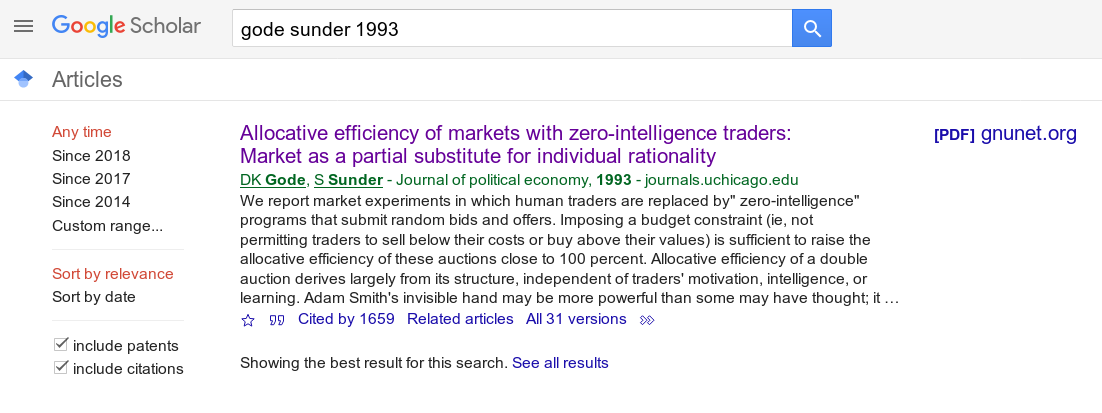 Google Scholar
gode sunder 1993
Articles
Any time
Since 2018
Since 2017
Since 2014
Custom range...
Sort by relevance
Sort by date
include patents
include citations
Allocative efficiency of markets with zero-intelligence traders:
Market as a partial substitute for individual rationality
DK Gode, S Sunder - Journal of political economy, 1993 - journals.uchicago.edu
We report market experiments in which human traders are replaced by" zero-intelligence"
programs that submit random bids and offers. Imposing a budget constraint (ie, not
permitting traders to sell below their costs or buy above their values) is sufficient to raise the
allocative efficiency of these auctions close to 100 percent. Allocative efficiency of a double
auction derives largely from its structure, independent of traders' motivation, intelligence, or
learning. Adam Smith's invisible hand may be more powerful than some may have thought; it …
Cited by 1659 Related articles All 31 versions
Showing the best result for this search. See all results
[PDF] gnunet.org